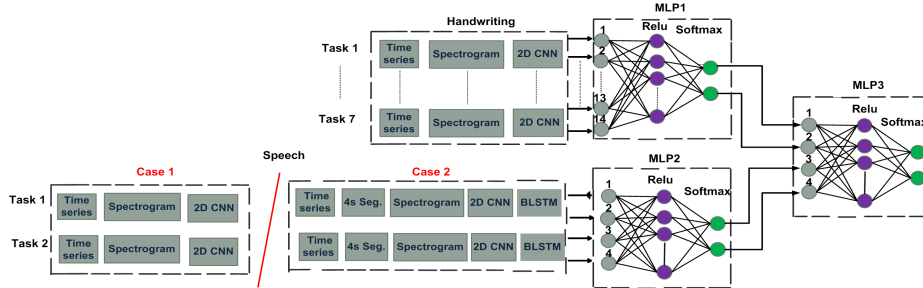 Handwriting
MLP1
Relu
Softmax
Task 1
Time series
Spectrogram
2D CNN
1
2
13
14
Task 7
Time series
Spectrogram
2D CNN
MLP3
Relu
Softmax
1
2
3
4
Speech
Case 1
Task 1
Time series
Spectrogram
2D CNN
Task 2
Time series
Spectrogram
2D CNN
Case 2
Time series
4s Seg.
Spectrogram
2D CNN
BLSTM
Time series
4s Seg.
Spectrogram
2D CNN
BLSTM
MLP2
Relu
Softmax
1
2
3
4